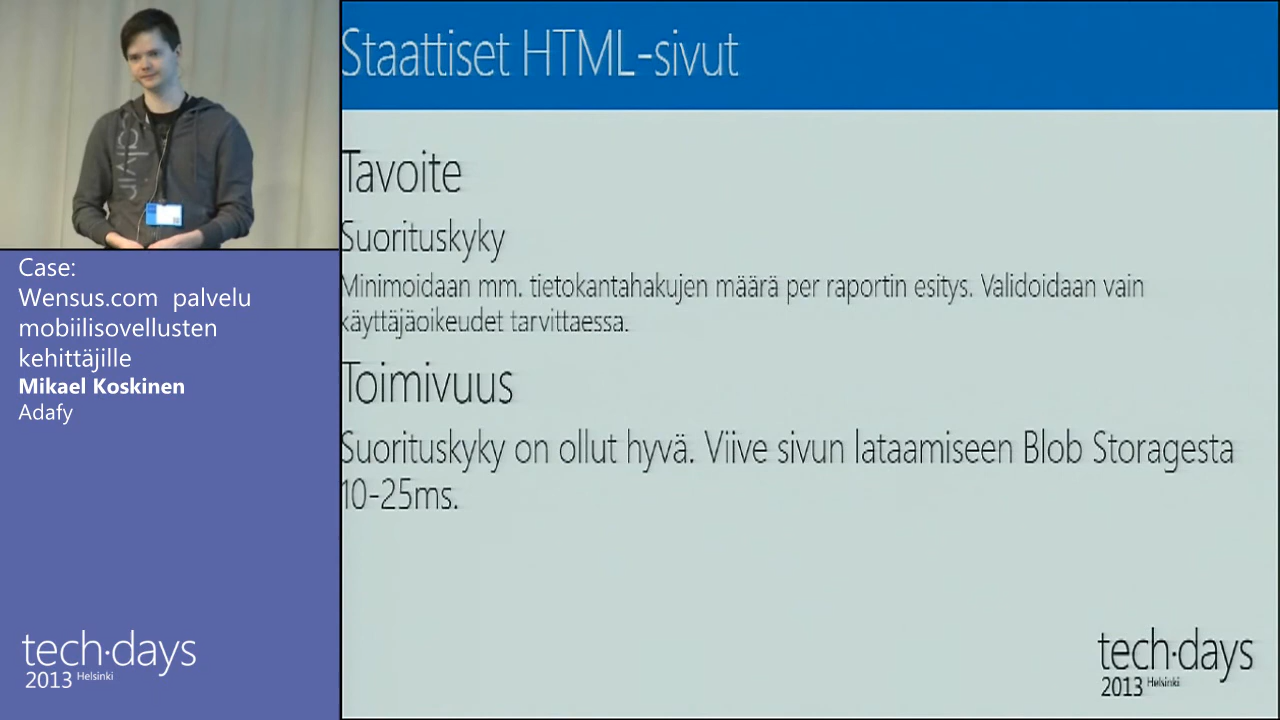 Staattiset HTML-sivut
Tavoite
Suorituskyky
Minimoidaan mm. tietokantahakujen määrä per raportin esitys. Validoidaan vain
käyttäjäoikeudet tarvittaessa.
Toimivuus
Suorituskyky on ollut hyvä. Viive sivun lataamiseen Blob Storagesta
10-25ms.
calvin
Case:
Wensus.com palvelu
mobiilisovellusten
kehittäjille
Mikael Koskinen
Adafy
tech·days
2013 Helsinki
tech·days
2013 Helsinki